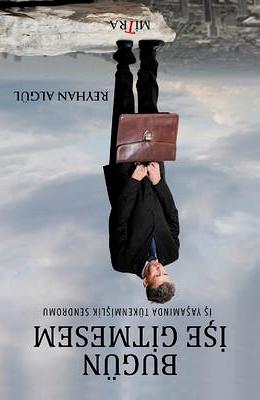 BUGÜN
İŞE GİTMESEM
İŞ YAŞAMINDA TÜKENMİŞLİK SENDROMU
REYHAN ALGÜL
MİTRA